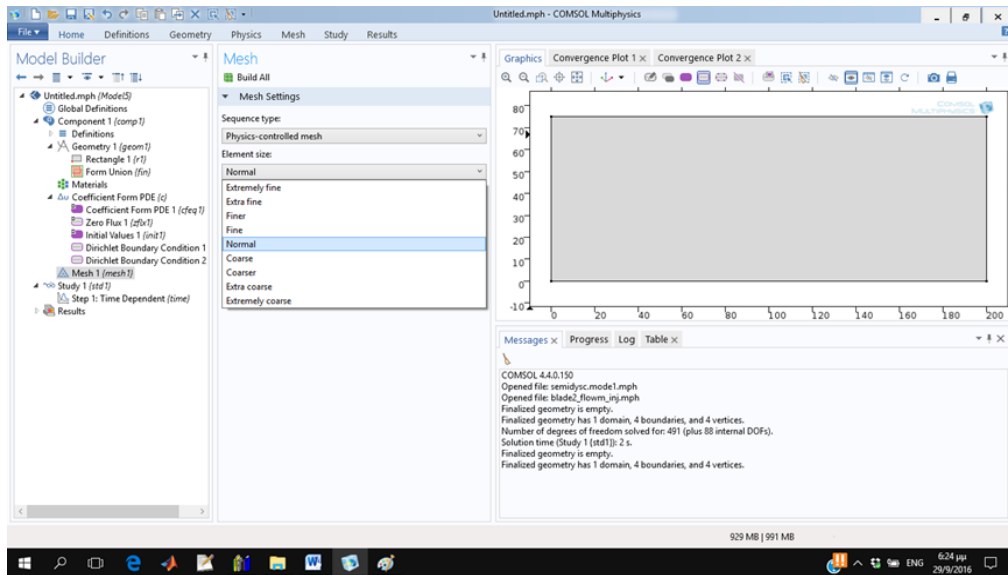 Untitled.mph - COMSOL Multiphysics
File Home Definitions Geometry Physics Mesh Study Results
Model Builder
Untitled.mph (Model5)
Global Definitions
Component 1 (comp1)
Definitions
Geometry 1 (geom1)
Rectangle 1 (r1)
Form Union (fin)
Materials
Δu Coefficient Form PDE (c)
Coefficient Form PDE 1 (cfeq1)
Zero Flux 1 (zflx1)
Initial Values 1 (init1)
Dirichlet Boundary Condition 1
Dirichlet Boundary Condition 2
Mesh 1 (mesh1)
Study 1 (std1)
Step 1: Time Dependent (time)
Results
Mesh
Build All
Mesh Settings
Sequence type:
Physics-controlled mesh
Element size:
Normal
Extremely fine
Extra fine
Finer
Fine
Normal
Coarse
Coarser
Extra coarse
Extremely coarse
Graphics Convergence Plot 1 Convergence Plot 2
COMSOL
MULTIPHYSICS
80
70
60
50
40
30
20
10
0
-10
0 20 40 60 80 100 120 140 160 180 200
Messages Progress Log Table
COMSOL 4.4.0.150
Opened file: semidysc.mode1.mph
Opened file: blade2_flowm_inj.mph
Finalized geometry is empty.
Finalized geometry has 1 domain, 4 boundaries, and 4 vertices.
Number of degrees of freedom solved for: 491 (plus 88 internal DOFs).
Solution time (Study 1 {std1}): 2 s.
Finalized geometry is empty.
Finalized geometry has 1 domain, 4 boundaries, and 4 vertices.
929 MB | 991 MB
ENG
6:24 μμ
29/9/2016